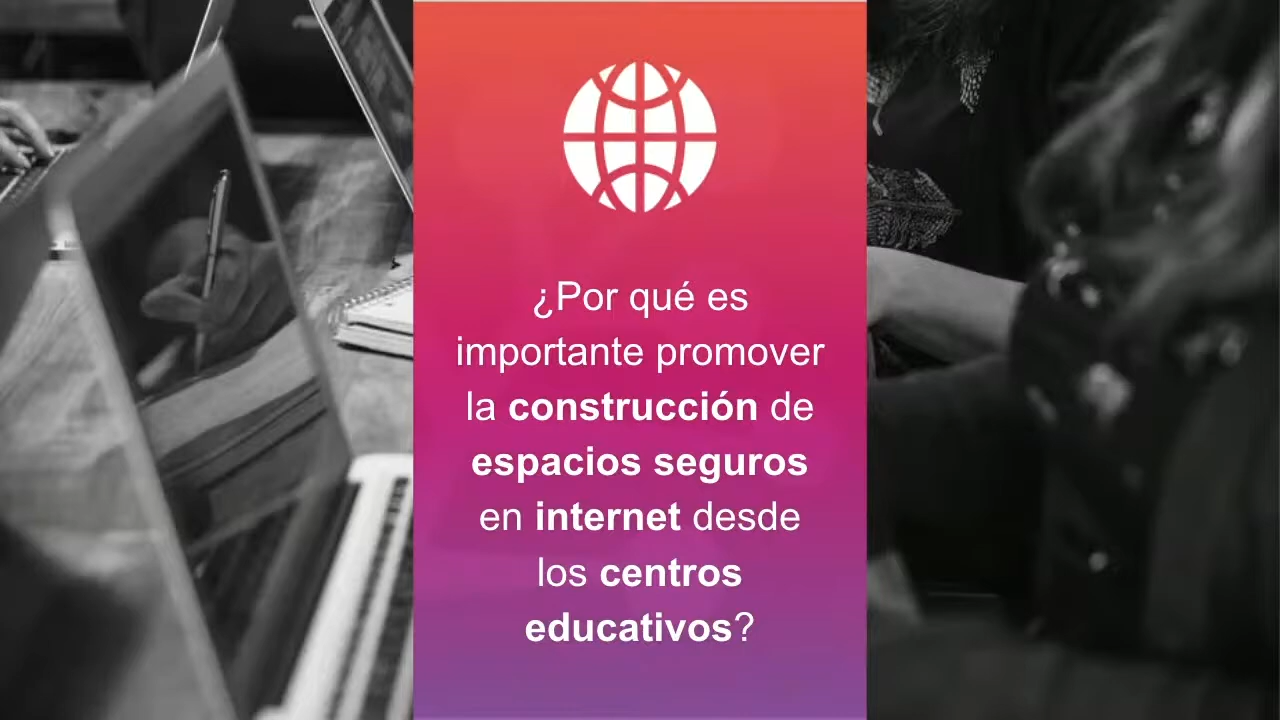 ¿Por qué es
importante promover
la construcción de
espacios seguros
en internet desde
los centros
educativos?